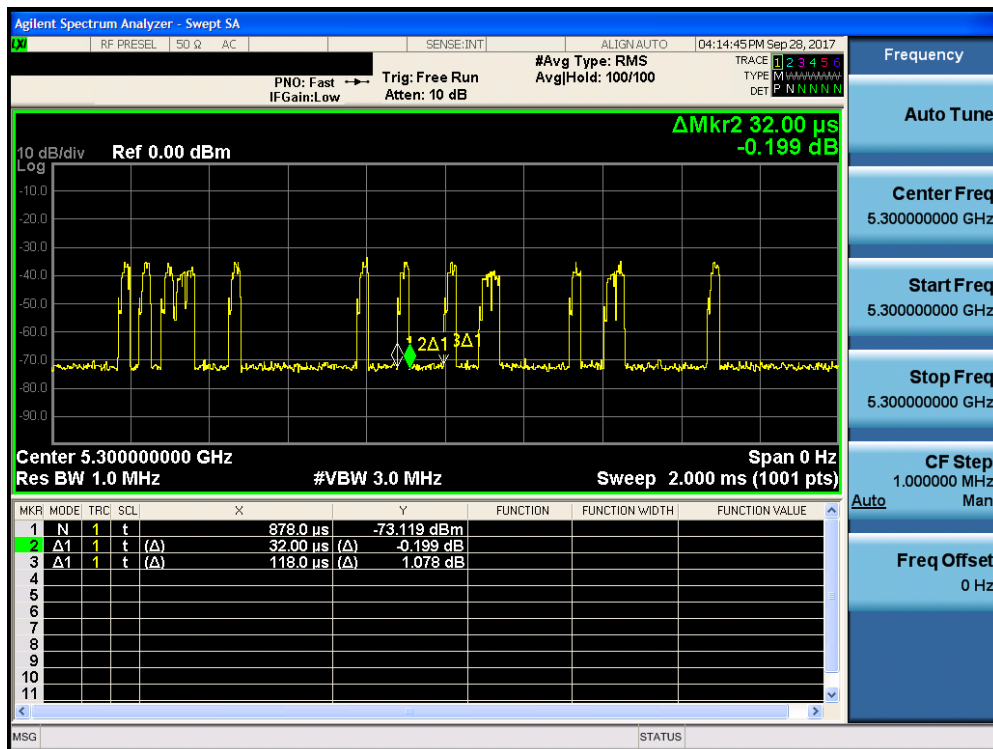 Agilent Spectrum Analyzer - Swept SA
LXI RF PRESEL 50 Ω AC SENSE:INT ALIGN AUTO 04:14:45 PM Sep 28, 2017
#Avg Type: RMS TRACE 1 2 3 4 5 6
PNO: Fast Trig: Free Run Avg|Hold: 100/100 TYPE M
IFGain:Low Atten: 10 dB DET P N N N N N
ΔMkr2 32.00 µs
-0.199 dB
10 dB/div Ref 0.00 dBm
Log
-10.0
-20.0
-30.0
-40.0
-50.0
-60.0
1 2Δ1 3Δ1
-70.0
-80.0
-90.0
Center 5.300000000 GHz Span 0 Hz
Res BW 1.0 MHz #VBW 3.0 MHz Sweep 2.000 ms (1001 pts)
MKR MODE TRC SCL X Y FUNCTION FUNCTION WIDTH FUNCTION VALUE
1 N 1 t 878.0 µs -73.119 dBm
2 Δ1 1 t (Δ) 32.00 µs (Δ) -0.199 dB
3 Δ1 1 t (Δ) 118.0 µs (Δ) 1.078 dB
4
5
6
7
8
9
10
11
MSG STATUS
Frequency
Auto Tune
Center Freq
5.300000000 GHz
Start Freq
5.300000000 GHz
Stop Freq
5.300000000 GHz
CF Step
1.000000 MHz
Auto Man
Freq Offset
0 Hz